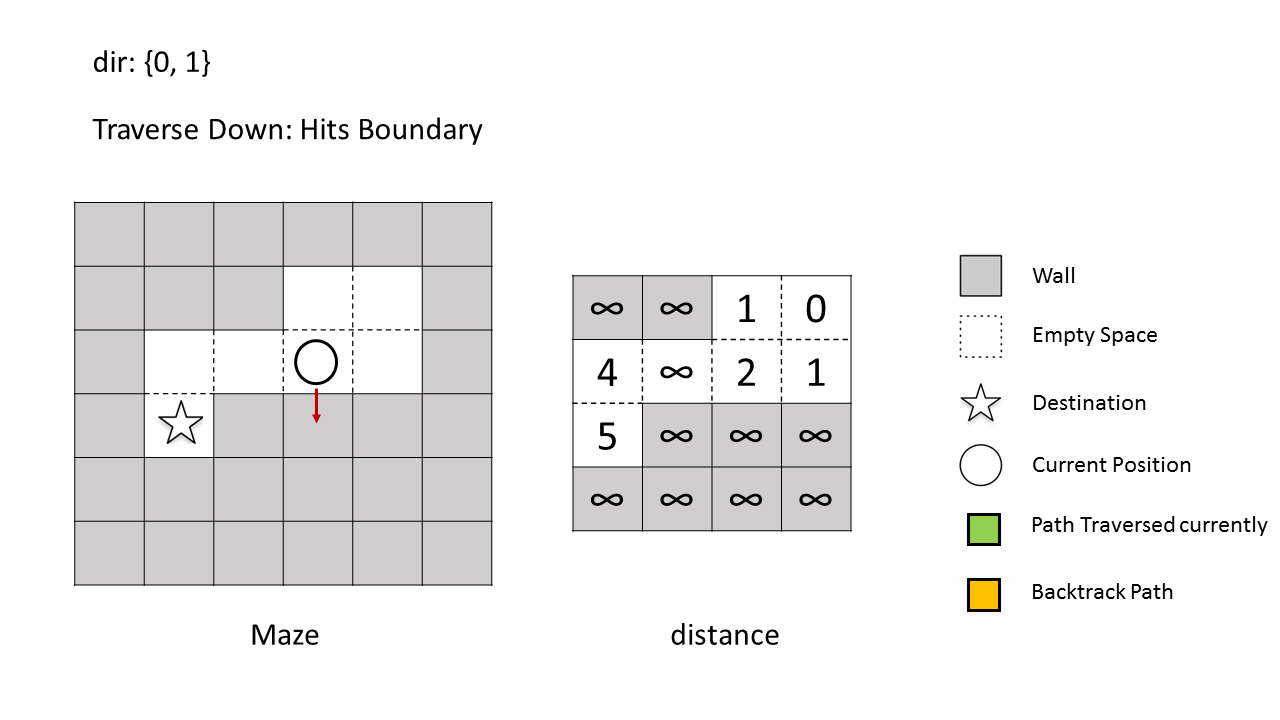 dir: {0, 1}
Traverse Down: Hits Boundary
∞ ∞ 1 0
4 ∞ 2 1
5 ∞ ∞ ∞
∞ ∞ ∞ ∞
Maze
distance
Wall
Empty Space
Destination
Current Position
Path Traversed currently
Backtrack Path